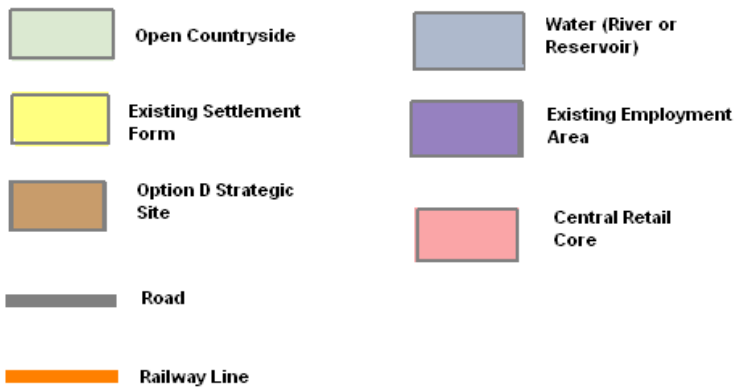 Open Countryside
Existing Settlement
Form
Option D Strategic
Site
Road
Railway Line
Water (River or
Reservoir)
Existing Employment
Area
Central Retail
Core